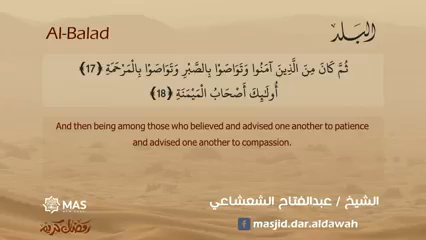 Al-Balad
البلد
ثُمَّ كَانَ مِنَ الَّذِينَ آمَنُوا وَتَوَاصَوْا بِالصَّبْرِ وَتَوَاصَوْا بِالْمَرْحَمَةِ ﴿17﴾
أُولَٰئِكَ أَصْحَابُ الْمَيْمَنَةِ ﴿18﴾
And then being among those who believed and advised one another to patience
and advised one another to compassion.
الشيخ / عبدالفتاح الشعشاعي
MAS
masjid.dar.aldawah
رمضان كريم